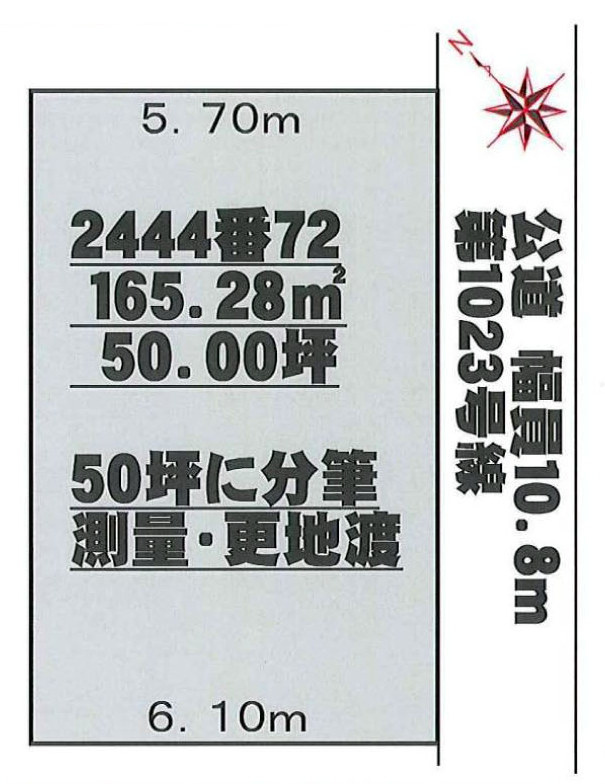 N
5.70m
2444番72
165.28㎡
50.00坪
50坪に分筆
測量・更地渡
6.10m
公道 幅員10.8m
第1023号線